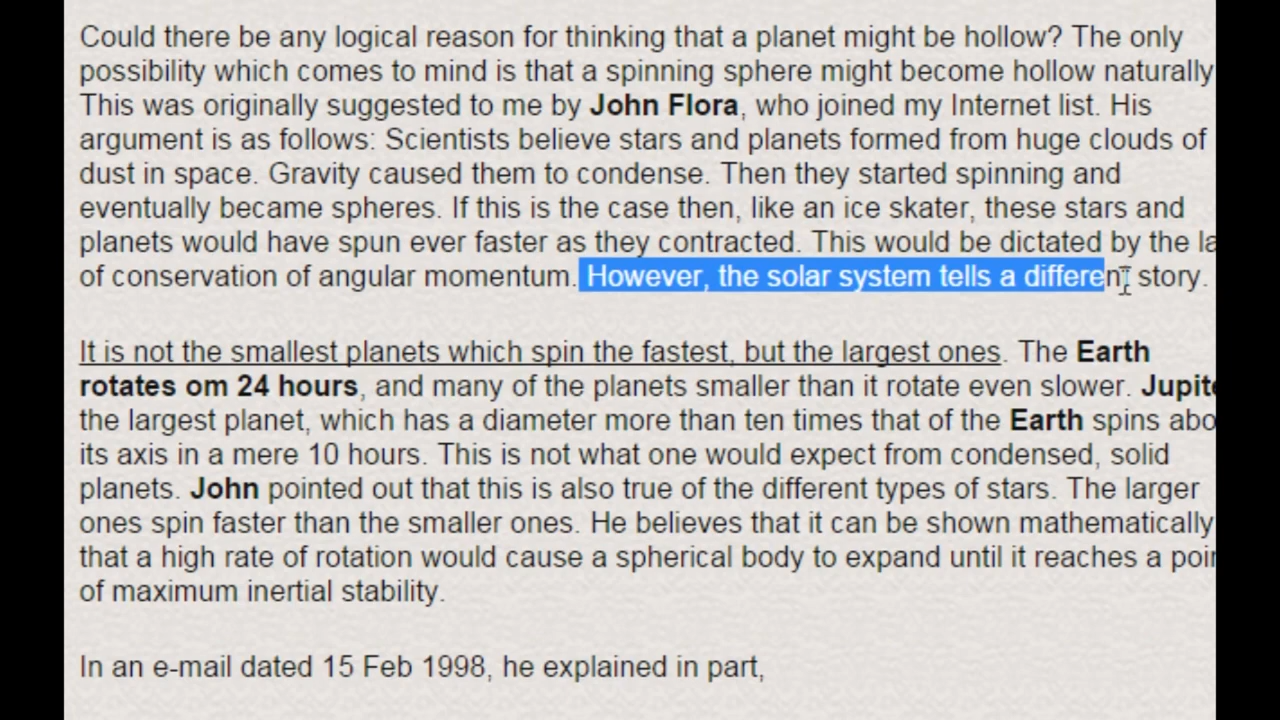 Could there be any logical reason for thinking that a planet might be hollow? The only
possibility which comes to mind is that a spinning sphere might become hollow naturally
This was originally suggested to me by John Flora, who joined my Internet list. His
argument is as follows: Scientists believe stars and planets formed from huge clouds of
dust in space. Gravity caused them to condense. Then they started spinning and
eventually became spheres. If this is the case then, like an ice skater, these stars and
planets would have spun ever faster as they contracted. This would be dictated by the la
of conservation of angular momentum. However, the solar system tells a different story.
It is not the smallest planets which spin the fastest, but the largest ones. The Earth
rotates om 24 hours, and many of the planets smaller than it rotate even slower. Jupite
the largest planet, which has a diameter more than ten times that of the Earth spins abo
its axis in a mere 10 hours. This is not what one would expect from condensed, solid
planets. John pointed out that this is also true of the different types of stars. The larger
ones spin faster than the smaller ones. He believes that it can be shown mathematically
that a high rate of rotation would cause a spherical body to expand until it reaches a poin
of maximum inertial stability.
In an e-mail dated 15 Feb 1998, he explained in part,